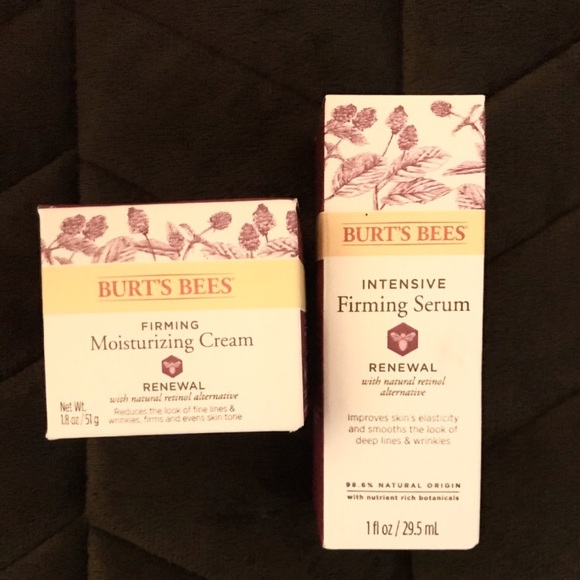 BURT'S BEES
FIRMING
Moisturizing Cream
RENEWAL
with natural retinol alternative
Reduces the look of fine lines &
wrinkles, firms and evens skin tone
Net Wt.
1.8 oz / 51 g
BURT'S BEES
INTENSIVE
Firming Serum
RENEWAL
with natural retinol
alternative
Improves skin's elasticity
and smooths the look of
deep lines & wrinkles
98.6% NATURAL ORIGIN
with nutrient rich botanicals
1 fl oz / 29.5 mL